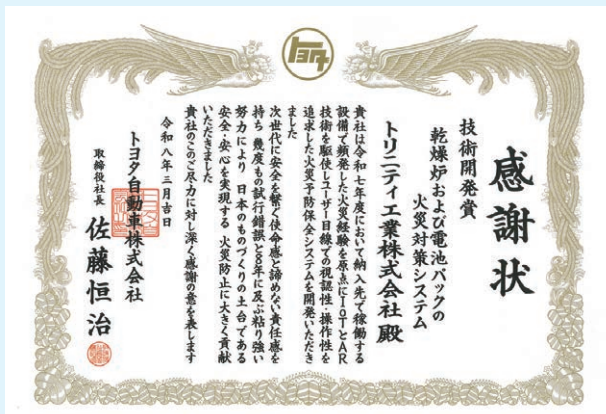 トヨタ
感謝状
技術開発賞
乾燥炉および電池パックの
火災対策システム
トリニティ工業株式会社 殿
貴社は令和七年度において納入先で稼働する
設備で頻発した火災経験を原点にIOTとAR
技術を駆使しユーザー目線での視認性・操作性を
追求した火災予防保全システムを開発いただき
ました
次世代に安全を繋ぐ使命感と諦めない責任感を
持ち 幾度もの試行錯誤と8年に及ぶ粘り強い
努力により 日本のものづくりの土台である
安全・安心を実現する 火災防止に大きく貢献
いただきました
貴社のこのご尽力に対し深く感謝の意を表します
令和八年三月吉日
トヨタ自動車株式会社
取締役社長 佐藤恒治